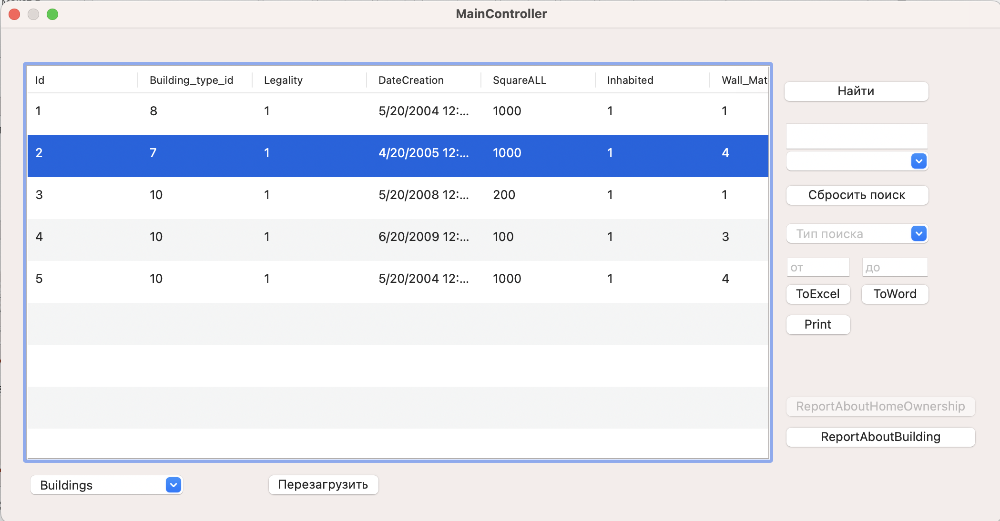 MainController
Id Building_type_id Legality DateCreation SquareALL Inhabited Wall_Mat
1 8 1 5/20/2004 12:... 1000 1 1
2 7 1 4/20/2005 12:... 1000 1 4
3 10 1 5/20/2008 12:... 200 1 1
4 10 1 6/20/2009 12:... 100 1 3
5 10 1 5/20/2004 12:... 1000 1 4
Найти
Сбросить поиск
Тип поиска
от до
ToExcel ToWord
Print
ReportAboutHomeOwnership
ReportAboutBuilding
Buildings Перезагрузить